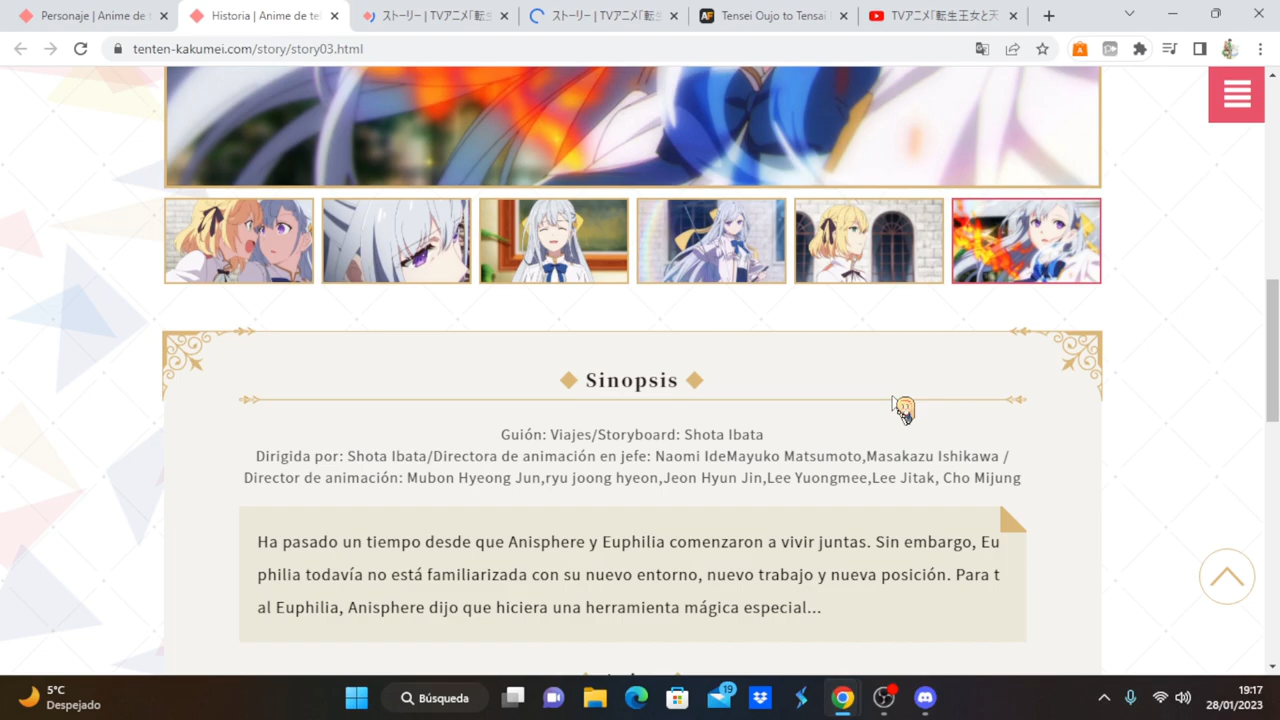 Personaje | Anime de te
Historia | Anime de tel
ストーリー | TVアニメ「転生
ストーリー | TVアニメ「転生
Tensei Oujo to Tensai
TVアニメ「転生王女と天
tenten-kakumei.com/story/story03.html
Sinopsis
Guión: Viajes/Storyboard: Shota Ibata
Dirigida por: Shota Ibata/Directora de animación en jefe: Naomi IdeMayuko Matsumoto,Masakazu Ishikawa /
Director de animación: Mubon Hyeong Jun,ryu joong hyeon,Jeon Hyun Jin,Lee Yuongmee,Lee Jitak, Cho Mijung
Ha pasado un tiempo desde que Anisphere y Euphilia comenzaron a vivir juntas. Sin embargo, Eu
philia todavía no está familiarizada con su nuevo entorno, nuevo trabajo y nueva posición. Para t
al Euphilia, Anisphere dijo que hiciera una herramienta mágica especial...
5°C
Despejado
Búsqueda
19
19:17
28/01/2023